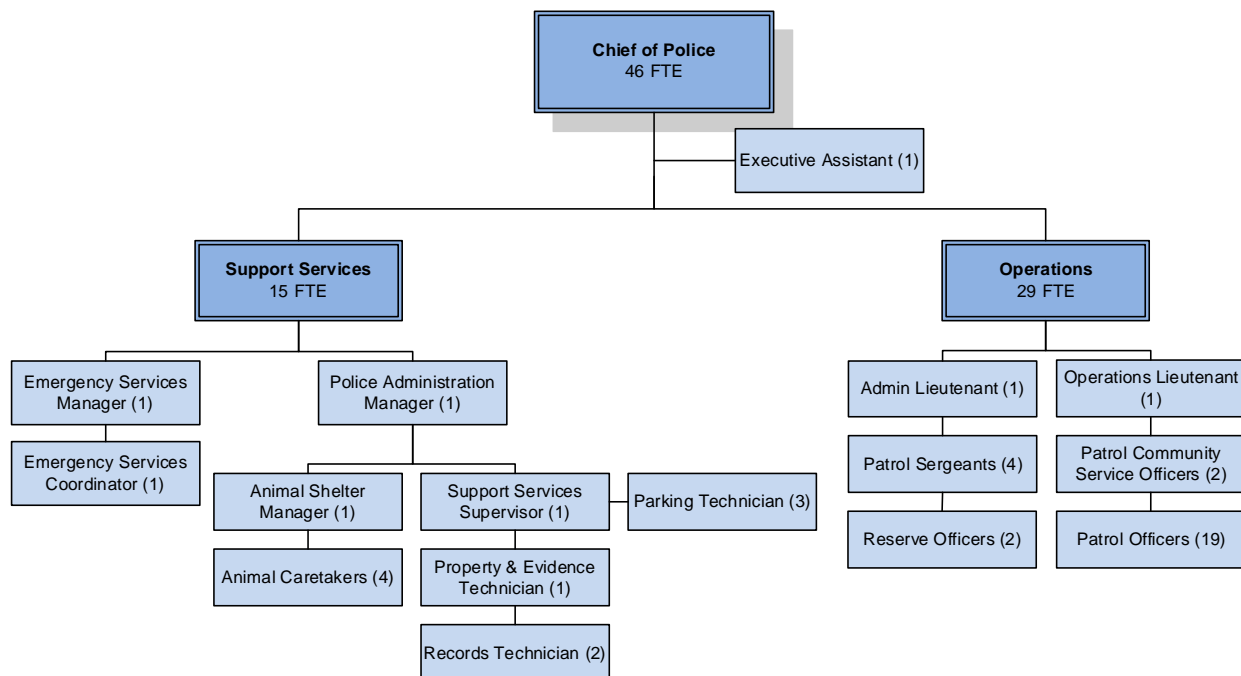 Chief of Police
46 FTE
Executive Assistant (1)
Support Services
15 FTE
Operations
29 FTE
Emergency Services
Manager (1)
Police Administration
Manager (1)
Admin Lieutenant (1)
Operations Lieutenant
(1)
Emergency Services
Coordinator (1)
Animal Shelter
Manager (1)
Support Services
Supervisor (1)
Parking Technician (3)
Patrol Sergeants (4)
Patrol Community
Service Officers (2)
Animal Caretakers (4)
Property & Evidence
Technician (1)
Reserve Officers (2)
Patrol Officers (19)
Records Technician (2)